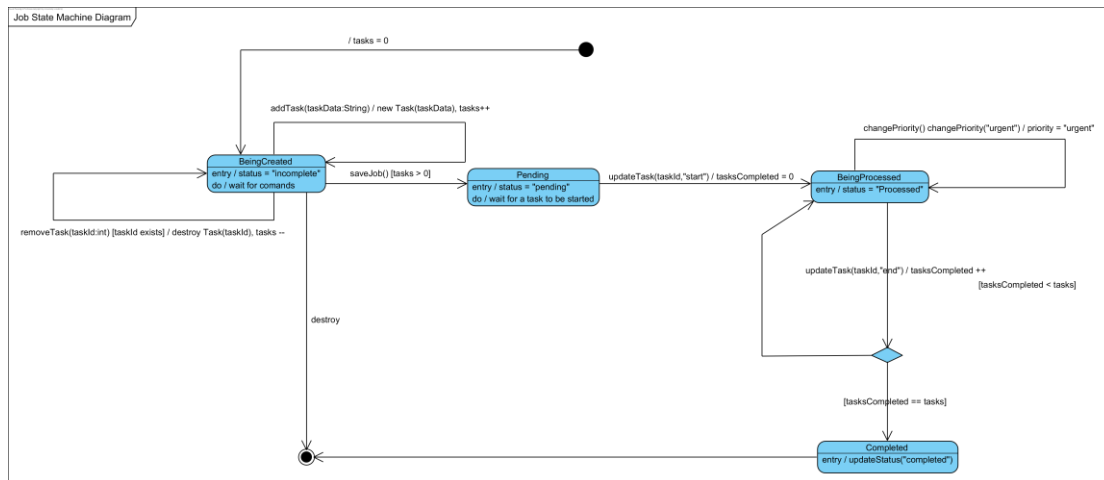 Job State Machine Diagram
/ tasks = 0
addTask(taskData:String) / new Task(taskData), tasks++
changePriority() changePriority("urgent") / priority = "urgent"
BeingCreated
entry / status = "incomplete"
do / wait for comands
saveJob() [tasks > 0]
Pending
entry / status = "pending"
do / wait for a task to be started
updateTask(taskId,"start") / tasksCompleted = 0
BeingProcessed
entry / status = "Processed"
removeTask(taskId:int) [taskId exists] / destroy Task(taskId), tasks --
updateTask(taskId,"end") / tasksCompleted ++
[tasksCompleted < tasks]
destroy
[tasksCompleted == tasks]
Completed
entry / updateStatus("completed")